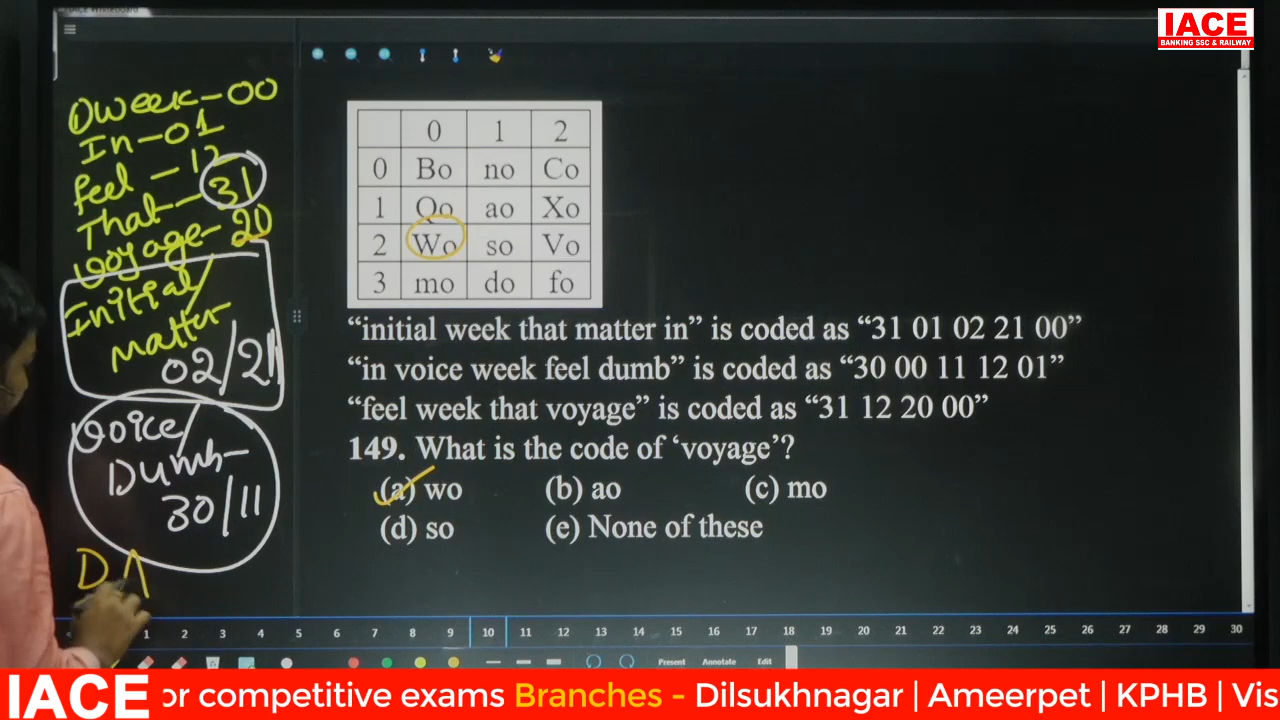 IACE
BANKING SSC & RAILWAY
0 week - 00
In - 01
feel - 12
That - 31
Voyage - 20
Initial/
matter
02/21
Voice/
Dumb -
30/11
D
0 1 2
0 Bo no Co
1 Qo ao Xo
2 Wo so Vo
3 mo do fo
“initial week that matter in” is coded as “31 01 02 21 00”
“in voice week feel dumb” is coded as “30 00 11 12 01”
“feel week that voyage” is coded as “31 12 20 00”
149. What is the code of ‘voyage’?
(a) wo (b) ao (c) mo
(d) so (e) None of these
1 2 3 4 5 6 7 8 9 10 11 12 13 14 15 16 17 18 19 20 21 22 23 24 25 26 27 28 29 30
Present Annotate Edit
IACE or competitive exams Branches - Dilsukhnagar | Ameerpet | KPHB | Vis